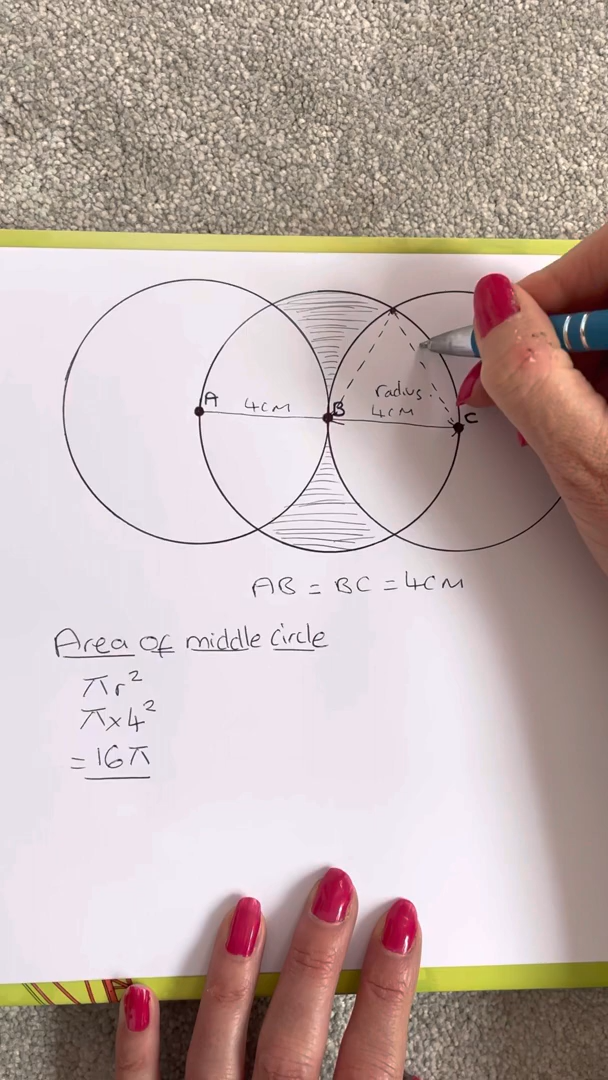 A 4cm B radius. 4cm C
AB = BC = 4CM
Area of middle circle
πr²
π×4²
= 16π